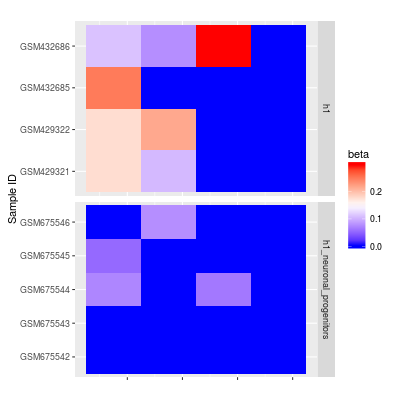 GSM432686
GSM432685
GSM429322
GSM429321
h1
GSM675546
GSM675545
GSM675544
GSM675543
GSM675542
h1_neuronal_progenitors
Sample ID
beta
0.2
0.1
0.0